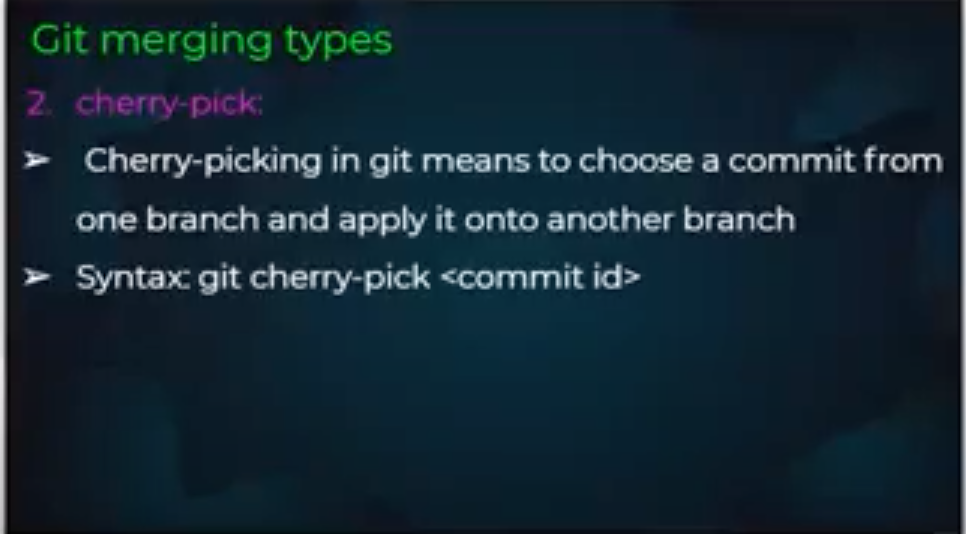 Git merging types
2. cherry-pick:
➢ Cherry-picking in git means to choose a commit from
one branch and apply it onto another branch
➢ Syntax: git cherry-pick <commit id>